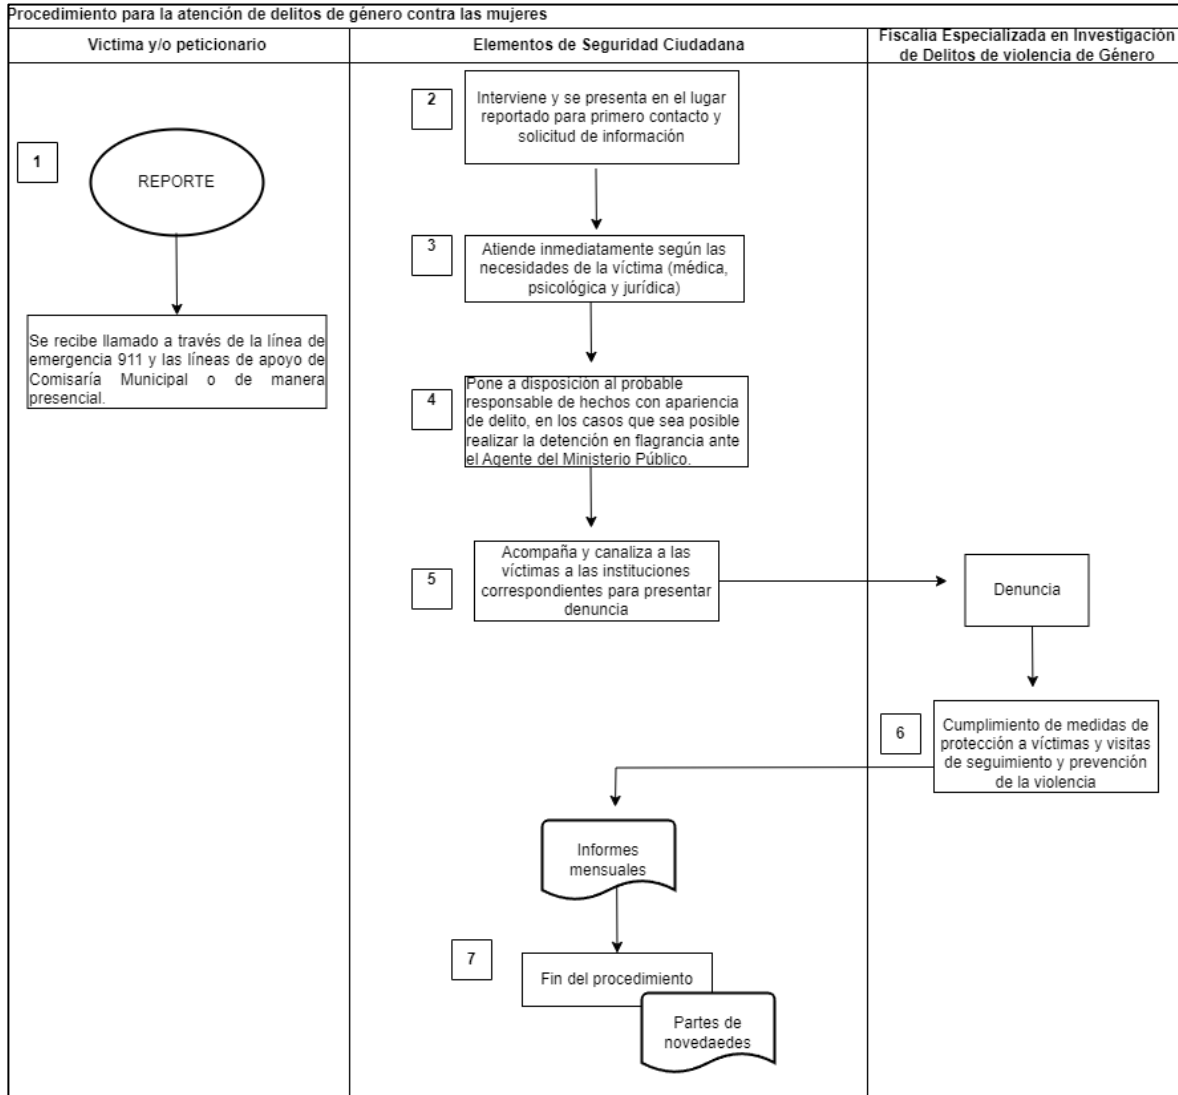 Procedimiento para la atención de delitos de género contra las mujeres
Victima y/o peticionario
Elementos de Seguridad Ciudadana
Fiscalía Especializada en Investigación
de Delitos de violencia de Género
1
REPORTE
Se recibe llamado a través de la línea de
emergencia 911 y las líneas de apoyo de
Comisaría Municipal o de manera
presencial.
2
Interviene y se presenta en el lugar
reportado para primero contacto y
solicitud de información
3
Atiende inmediatamente según las
necesidades de la víctima (médica,
psicológica y jurídica)
4
Pone a disposición al probable
responsable de hechos con apariencia
de delito, en los casos que sea posible
realizar la detención en flagrancia ante
el Agente del Ministerio Público.
5
Acompaña y canaliza a las
víctimas a las instituciones
correspondientes para presentar
denuncia
Denuncia
6
Cumplimiento de medidas de
protección a víctimas y visitas
de seguimiento y prevención
de la violencia
Informes
mensuales
7
Fin del procedimiento
Partes de
novedaedes